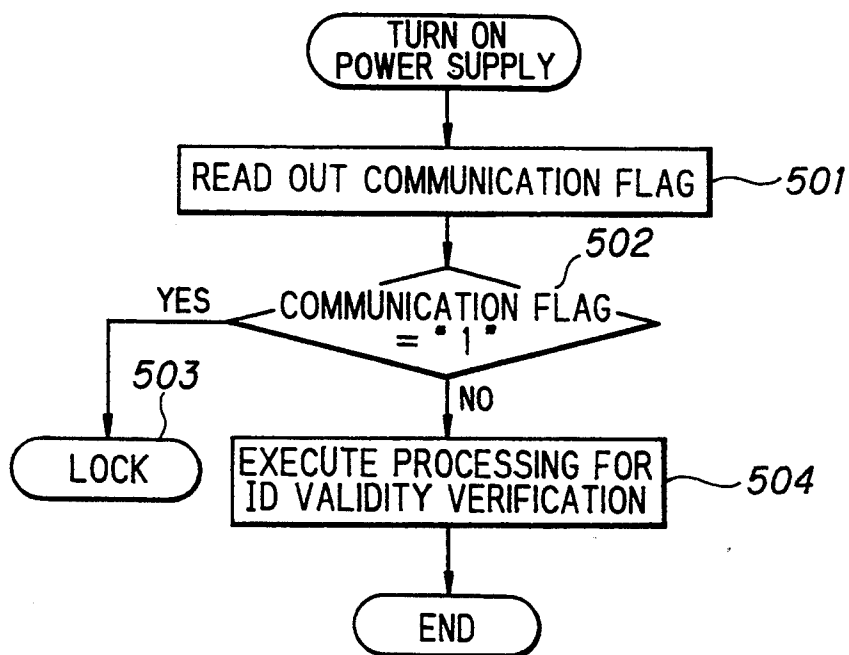 TURN ON
POWER SUPPLY
READ OUT COMMUNICATION FLAG
501
502
COMMUNICATION FLAG
= "1"
YES
NO
503
LOCK
EXECUTE PROCESSING FOR
ID VALIDITY VERIFICATION
504
END